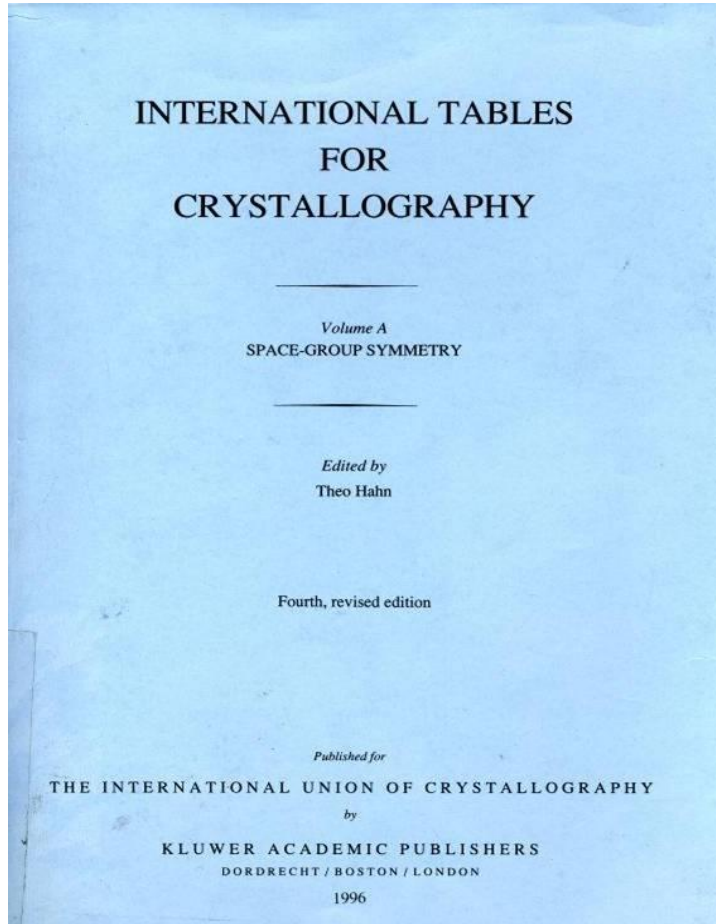 INTERNATIONAL TABLES
FOR
CRYSTALLOGRAPHY
Volume A
SPACE-GROUP SYMMETRY
Edited by
Theo Hahn
Fourth, revised edition
Published for
THE INTERNATIONAL UNION OF CRYSTALLOGRAPHY
by
KLUWER ACADEMIC PUBLISHERS
DORDRECHT / BOSTON / LONDON
1996